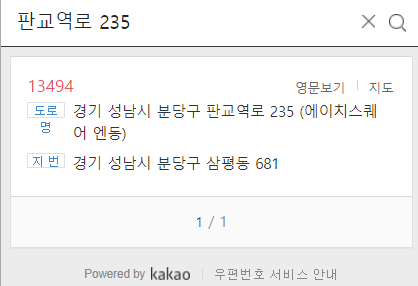 판교역로 235
13494
영문보기 지도
도로명 경기 성남시 분당구 판교역로 235 (에이치스퀘
어 엔동)
지번 경기 성남시 분당구 삼평동 681
1 / 1
Powered by kakao 우편번호 서비스 안내